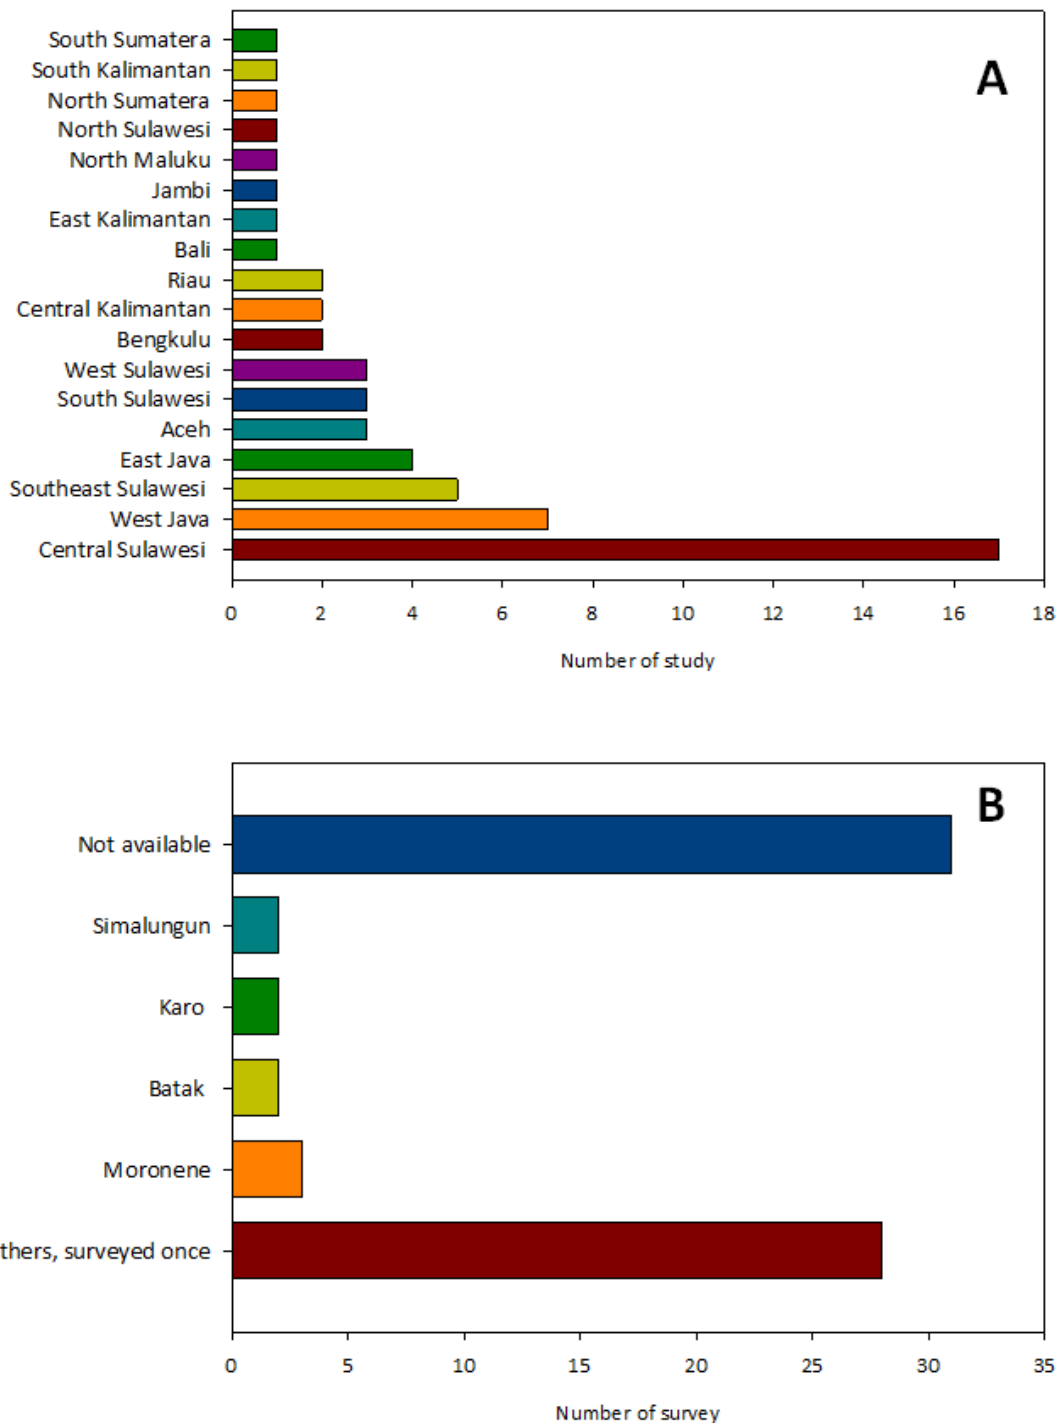 A
South Sumatera
South Kalimantan
North Sumatera
North Sulawesi
North Maluku
Jambi
East Kalimantan
Bali
Riau
Central Kalimantan
Bengkulu
West Sulawesi
South Sulawesi
Aceh
East Java
Southeast Sulawesi
West Java
Central Sulawesi
0 2 4 6 8 10 12 14 16 18
Number of study
B
Not available
Simalungun
Karo
Batak
Moronene
thers, surveyed once
0 5 10 15 20 25 30 35
Number of survey